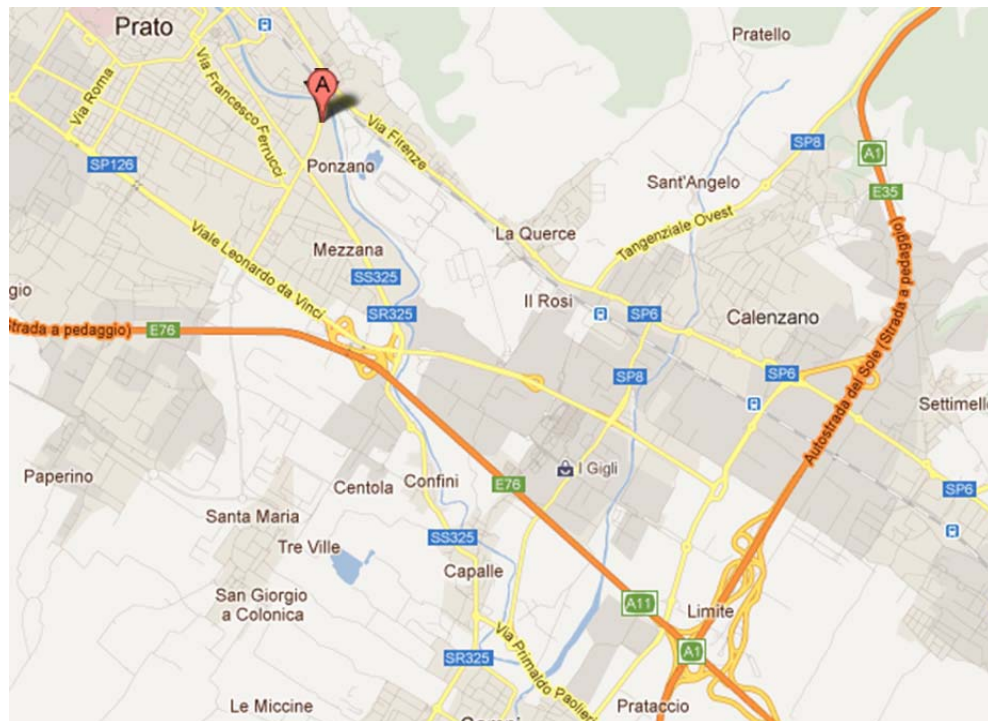 Prato
Pratello
A
Via Roma
Via Francesco Ferrucci
Via Firenze
SP8
A1
SP126
Ponzano
Sant'Angelo
E35
Tangenziale Ovest
La Querce
Viale Leonardo da Vinci
Mezzana
SS325
gio
Il Rosi
SR325
SP6
Calenzano
Strada a pedaggio)
E76
SP8
SP6
Autostrada del Sole (Strada a pedaggio)
Settimello
I Gigli
Paperino
Centola
Confini
E76
SP6
Santa Maria
SS325
Tre Ville
Capalle
San Giorgio
a Colonica
A11
Limite
Via Primaldo Paolieri
A1
SR325
Le Miccine
Prataccio